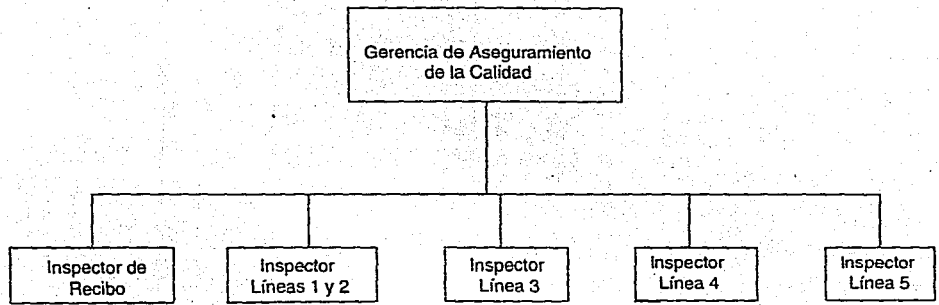 Gerencia de Aseguramiento
de la Calidad
Inspector de
Recibo
Inspector
Líneas 1 y 2
Inspector
Línea 3
Inspector
Línea 4
Inspector
Línea 5